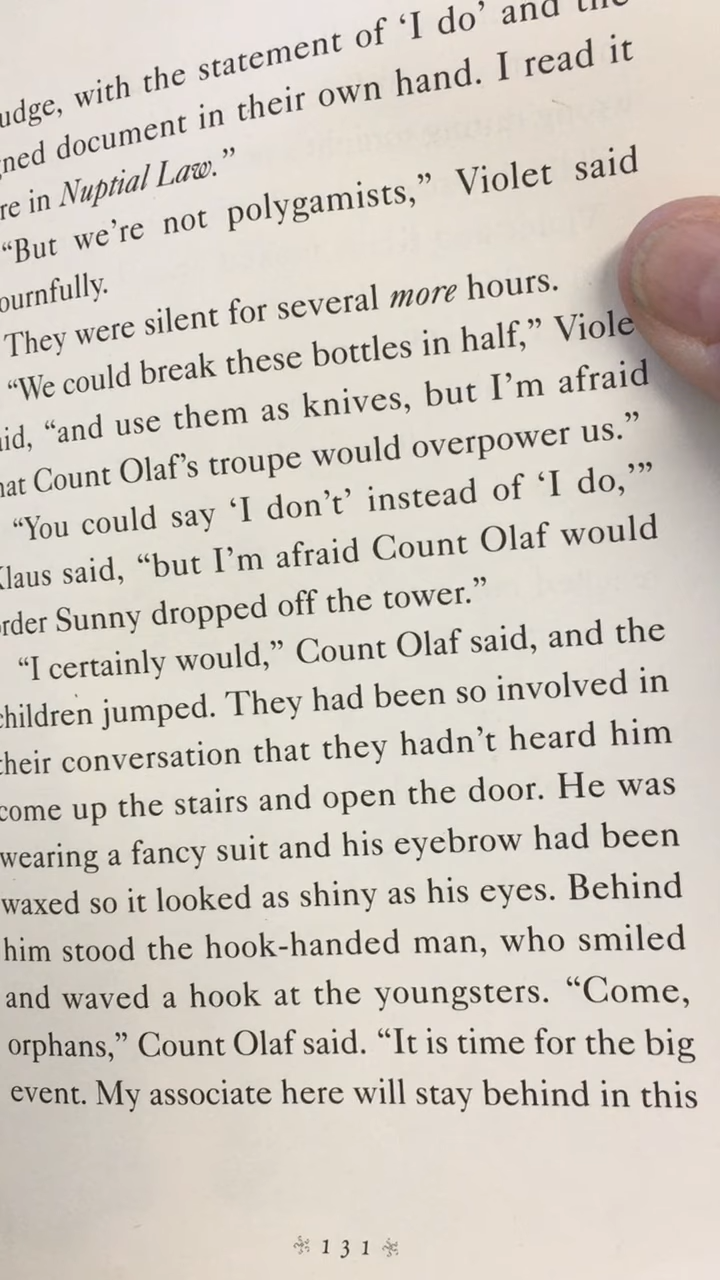 udge, with the statement of ‘I do’ and the
ned document in their own hand. I read it
re in Nuptial Law.”
“But we’re not polygamists,” Violet said
ournfully.
They were silent for several more hours.
“We could break these bottles in half,” Viole
id, “and use them as knives, but I’m afraid
hat Count Olaf’s troupe would overpower us.”
“You could say ‘I don’t’ instead of ‘I do,’”
Klaus said, “but I’m afraid Count Olaf would
rder Sunny dropped off the tower.”
“I certainly would,” Count Olaf said, and the
children jumped. They had been so involved in
their conversation that they hadn’t heard him
come up the stairs and open the door. He was
wearing a fancy suit and his eyebrow had been
waxed so it looked as shiny as his eyes. Behind
him stood the hook-handed man, who smiled
and waved a hook at the youngsters. “Come,
orphans,” Count Olaf said. “It is time for the big
event. My associate here will stay behind in this
131